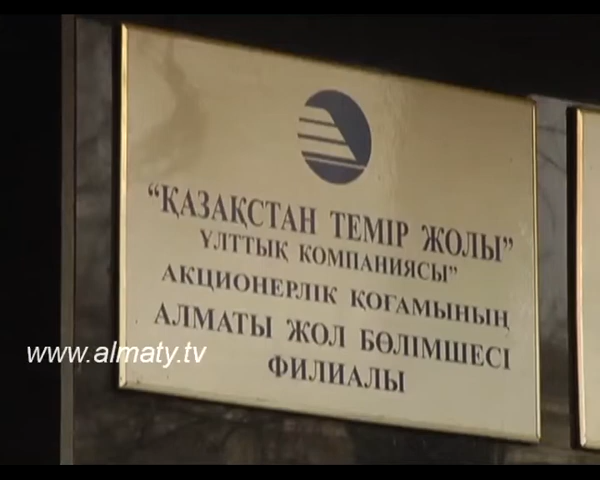 "ҚАЗАҚСТАН ТЕМІР ЖОЛЫ"
ҰЛТТЫҚ КОМПАНИЯСЫ"
АКЦИОНЕРЛІК ҚОҒАМЫНЫҢ
АЛМАТЫ ЖОЛ БӨЛІМШЕСІ
ФИЛИАЛЫ
www.almaty.tv